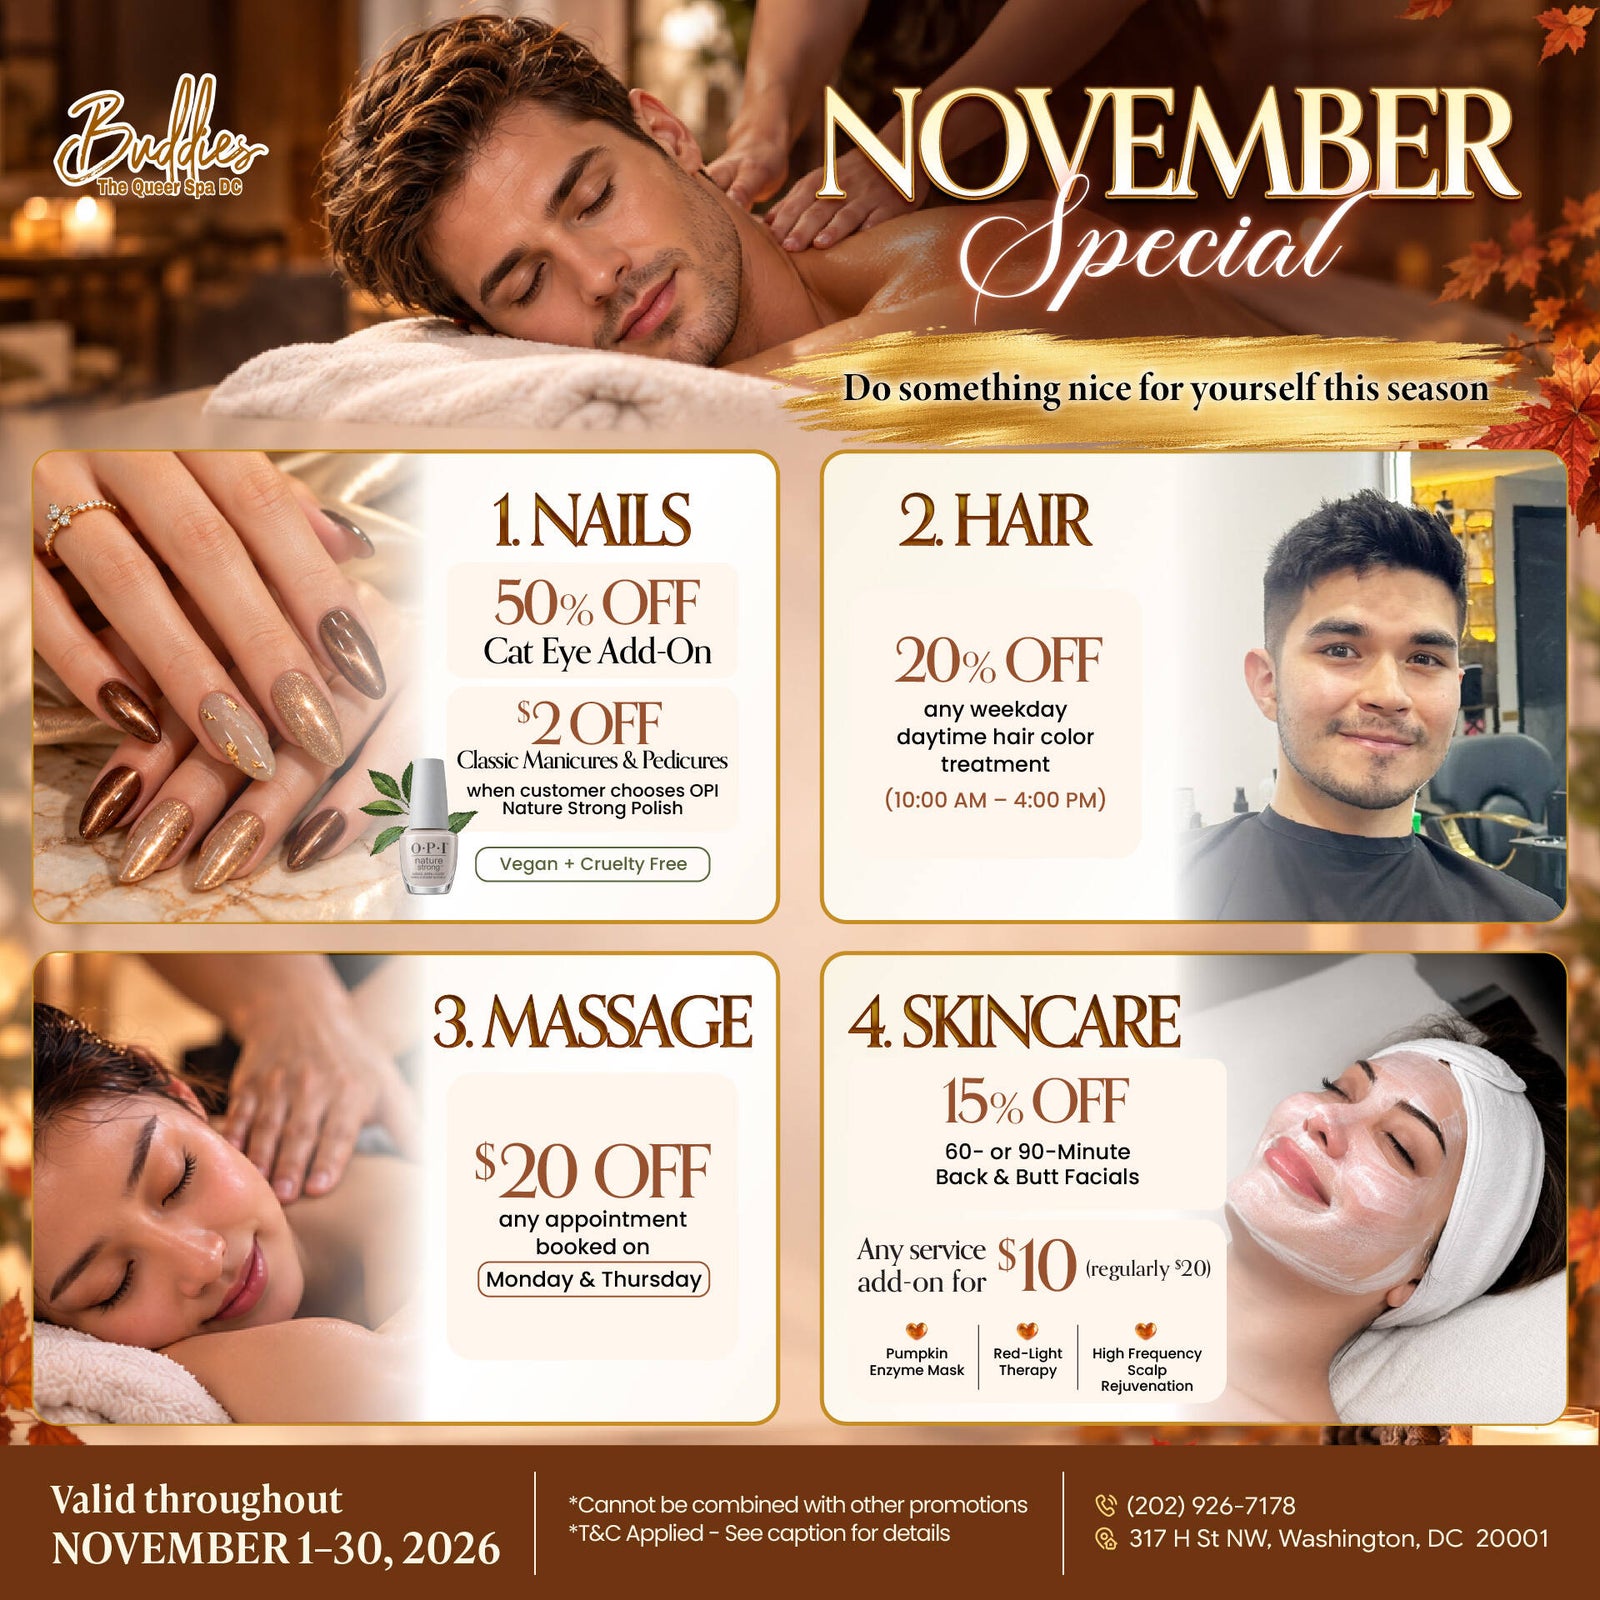 Buddies
The Queer Spa DC
NOVEMBER
Special
Do something nice for yourself this season
1. NAILS
50% OFF
Cat Eye Add-On
$2 OFF
Classic Manicures & Pedicures
when customer chooses OPI
Nature Strong Polish
O·P·I
nature
strong
Vegan + Cruelty Free
2. HAIR
20% OFF
any weekday
daytime hair color
treatment
(10:00 AM – 4:00 PM)
3. MASSAGE
$20 OFF
any appointment
booked on
Monday & Thursday
4. SKINCARE
15% OFF
60- or 90-Minute
Back & Butt Facials
Any service
add-on for
$10 (regularly $20)
Pumpkin
Enzyme Mask
Red-Light
Therapy
High Frequency
Scalp
Rejuvenation
Valid throughout
NOVEMBER 1-30, 2026
*Cannot be combined with other promotions
*T&C Applied - See caption for details
(202) 926-7178
317 H St NW, Washington, DC 20001